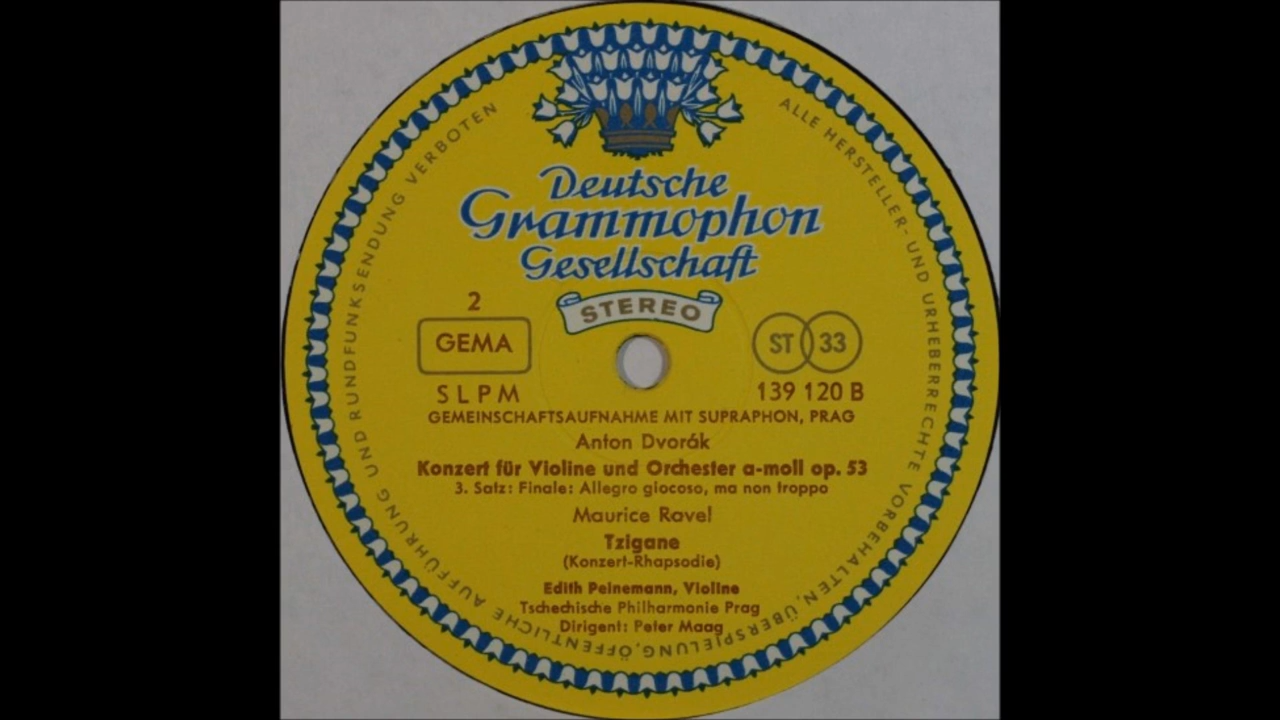 Deutsche
Grammophon
Gesellschaft
STEREO
2
GEMA
ST 33
SLPM
139 120 B
GEMEINSCHAFTSAUFNAHME MIT SUPRAPHON, PRAG
Anton Dvorák
Konzert für Violine und Orchester a-moll op. 53
3. Satz: Finale: Allegro giocoso, ma non troppo
Maurice Ravel
Tzigane
(Konzert-Rhapsodie)
Edith Peinemann, Violine
Tschechische Philharmonie Prag
Dirigent: Peter Maag
ALLE HERSTELLER- UND URHEBERRECHTE VORBEHALTEN, ÜBERSPIELUNG, ÖFFENTLICHE AUFFÜHRUNG UND RUNDFUNKSENDUNG VERBOTEN